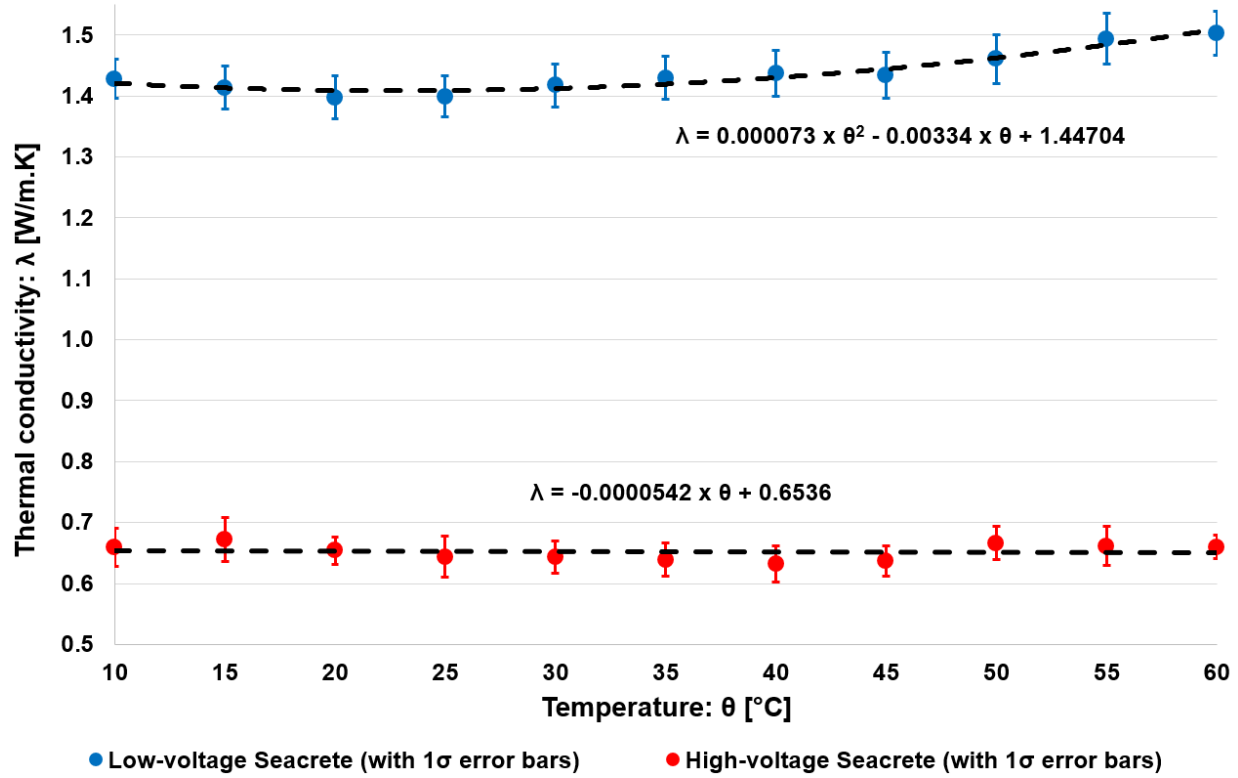 Thermal conductivity: λ [W/m.K]
1.5
1.4
1.3
1.2
1.1
1.0
0.9
0.8
0.7
0.6
0.5
λ = 0.000073 x θ² - 0.00334 x θ + 1.44704
λ = -0.0000542 x θ + 0.6536
10 15 20 25 30 35 40 45 50 55 60
Temperature: θ [°C]
Low-voltage Seacrete (with 1σ error bars) High-voltage Seacrete (with 1σ error bars)